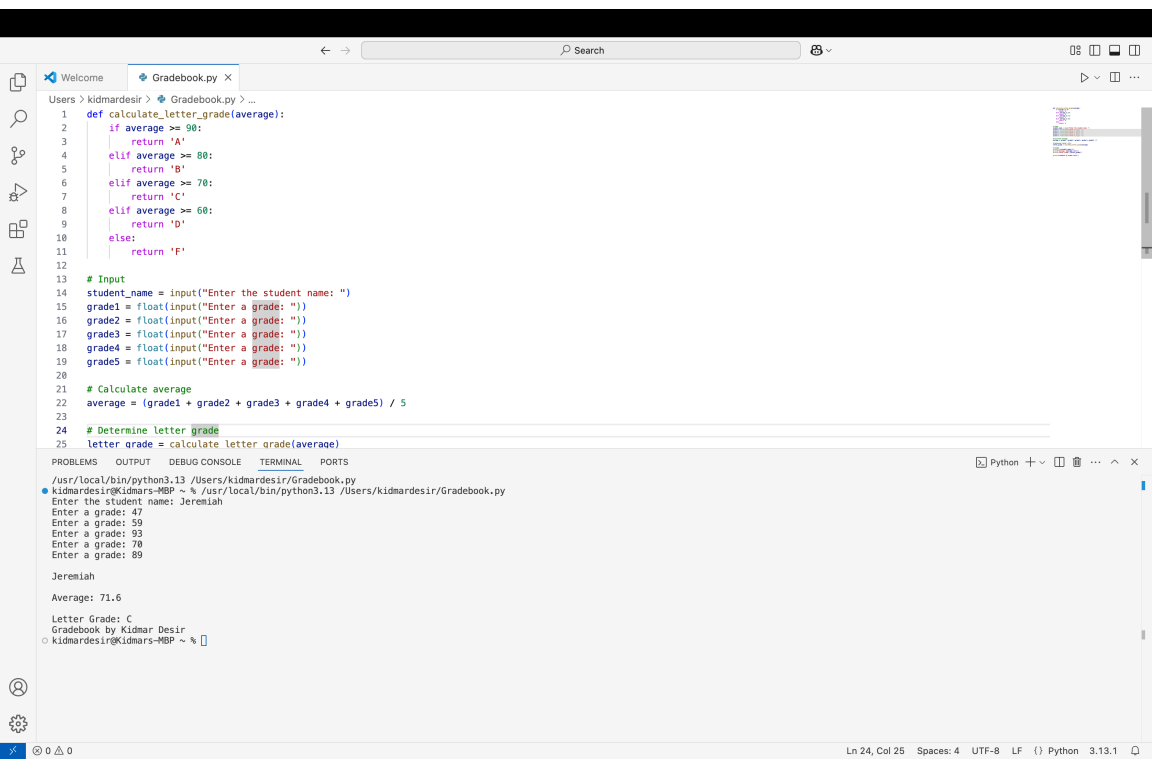 Search
Welcome
Gradebook.py
Users > kidmardesir > Gradebook.py > ...
1 def calculate_letter_grade(average):
2     if average >= 90:
3         return 'A'
4     elif average >= 80:
5         return 'B'
6     elif average >= 70:
7         return 'C'
8     elif average >= 60:
9         return 'D'
10     else:
11         return 'F'
12
13 # Input
14 student_name = input("Enter the student name: ")
15 grade1 = float(input("Enter a grade: "))
16 grade2 = float(input("Enter a grade: "))
17 grade3 = float(input("Enter a grade: "))
18 grade4 = float(input("Enter a grade: "))
19 grade5 = float(input("Enter a grade: "))
20
21 # Calculate average
22 average = (grade1 + grade2 + grade3 + grade4 + grade5) / 5
23
24 # Determine letter grade
25 letter_grade = calculate_letter_grade(average)
PROBLEMS OUTPUT DEBUG CONSOLE TERMINAL PORTS
Python
/usr/local/bin/python3.13 /Users/kidmardesir/Gradebook.py
kidmardesir@Kidmars-MBP ~ % /usr/local/bin/python3.13 /Users/kidmardesir/Gradebook.py
Enter the student name: Jeremiah
Enter a grade: 47
Enter a grade: 59
Enter a grade: 93
Enter a grade: 70
Enter a grade: 89
Jeremiah
Average: 71.6
Letter Grade: C
Gradebook by Kidmar Desir
kidmardesir@Kidmars-MBP ~ %
0 0
Ln 24, Col 25 Spaces: 4 UTF-8 LF {} Python 3.13.1